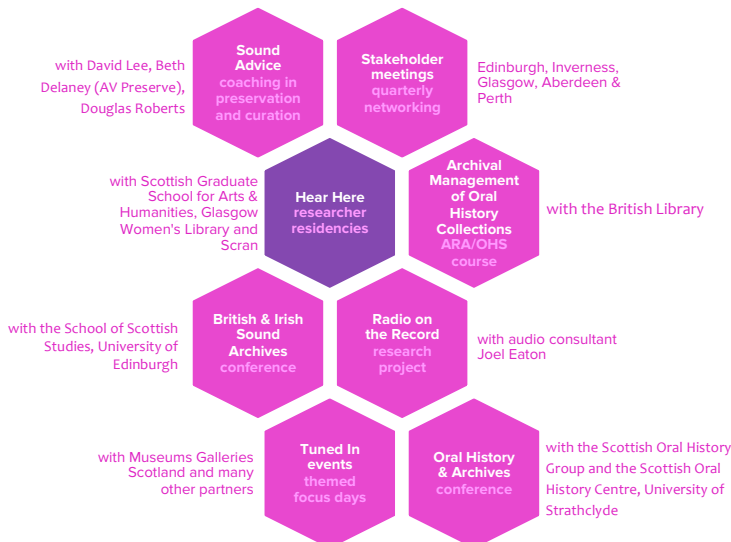 with David Lee, Beth
Delaney (AV Preserve),
Douglas Roberts
Sound
Advice
coaching in
preservation
and curation
Stakeholder
meetings
quarterly
networking
Edinburgh, Inverness,
Glasgow, Aberdeen &
Perth
with Scottish Graduate
School for Arts &
Humanities, Glasgow
Women's Library and
Scran
Hear Here
researcher
residencies
Archival
Management
of Oral
History
Collections
ARA/OHS
course
with the British Library
with the School of Scottish
Studies, University of
Edinburgh
British & Irish
Sound
Archives
conference
Radio on
the Record
research
project
with audio consultant
Joel Eaton
with Museums Galleries
Scotland and many
other partners
Tuned In
events
themed
focus days
Oral History
& Archives
conference
with the Scottish Oral History
Group and the Scottish Oral
History Centre, University of
Strathclyde